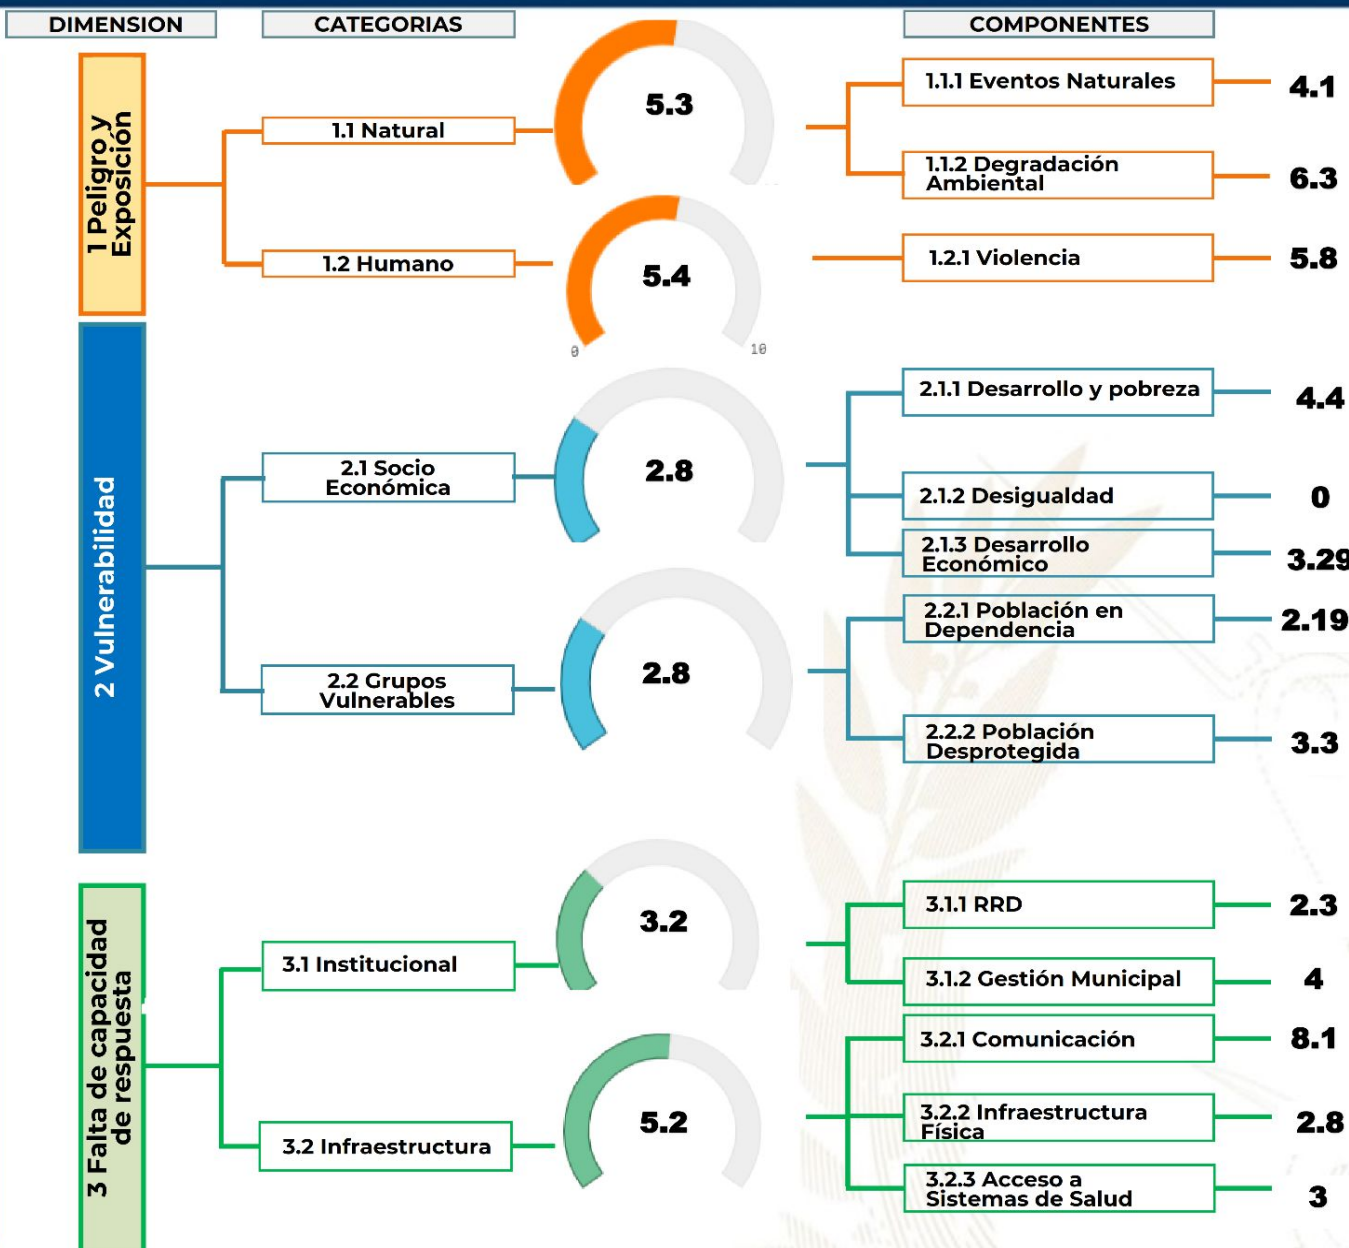 DIMENSION
CATEGORIAS
COMPONENTES
1 Peligro y
Exposición
1.1 Natural
5.3
1.1.1 Eventos Naturales
4.1
1.1.2 Degradación
Ambiental
6.3
1.2 Humano
5.4
0
10
1.2.1 Violencia
5.8
2 Vulnerabilidad
2.1 Socio
Económica
2.8
2.1.1 Desarrollo y pobreza
4.4
2.1.2 Desigualdad
0
2.1.3 Desarrollo
Económico
3.29
2.2 Grupos
Vulnerables
2.8
2.2.1 Población en
Dependencia
2.19
2.2.2 Población
Desprotegida
3.3
3 Falta de capacidad
de respuesta
3.1 Institucional
3.2
3.1.1 RRD
2.3
3.1.2 Gestión Municipal
4
3.2 Infraestructura
5.2
3.2.1 Comunicación
8.1
3.2.2 Infraestructura
Física
2.8
3.2.3 Acceso a
Sistemas de Salud
3